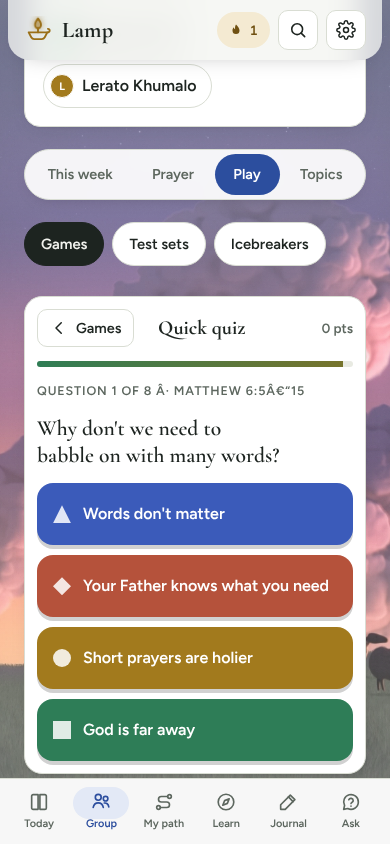 Lamp
1
L
Lerato Khumalo
This week
Prayer
Play
Topics
Games
Test sets
Icebreakers
Games
Quick quiz
0 pts
QUESTION 1 OF 8 Â· MATTHEW 6:5Â€“15
Why don't we need to
babble on with many words?
Words don't matter
Your Father knows what you need
Short prayers are holier
God is far away
Today
Group
My path
Learn
Journal
Ask